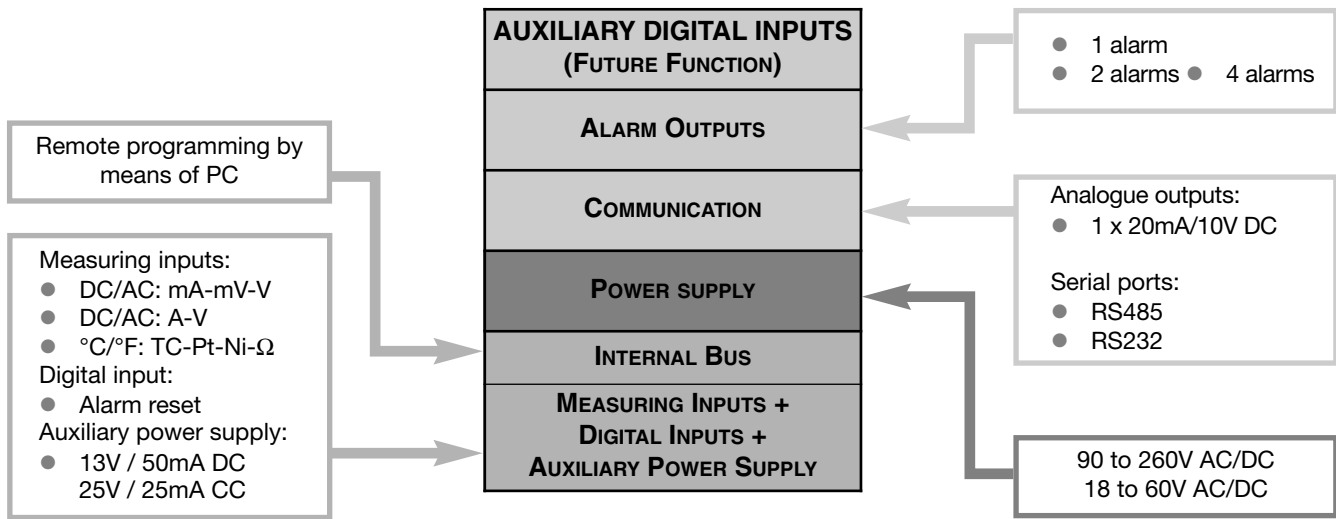 AUXILIARY DIGITAL INPUTS
(FUTURE FUNCTION)
ALARM OUTPUTS
COMMUNICATION
POWER SUPPLY
INTERNAL BUS
MEASURING INPUTS +
DIGITAL INPUTS +
AUXILIARY POWER SUPPLY
Remote programming by
means of PC
Measuring inputs:
● DC/AC: mA-mV-V
● DC/AC: A-V
● °C/°F: TC-Pt-Ni-Ω
Digital input:
● Alarm reset
Auxiliary power supply:
● 13V / 50mA DC
25V / 25mA CC
● 1 alarm
● 2 alarms ● 4 alarms
Analogue outputs:
● 1 x 20mA/10V DC
Serial ports:
● RS485
● RS232
90 to 260V AC/DC
18 to 60V AC/DC